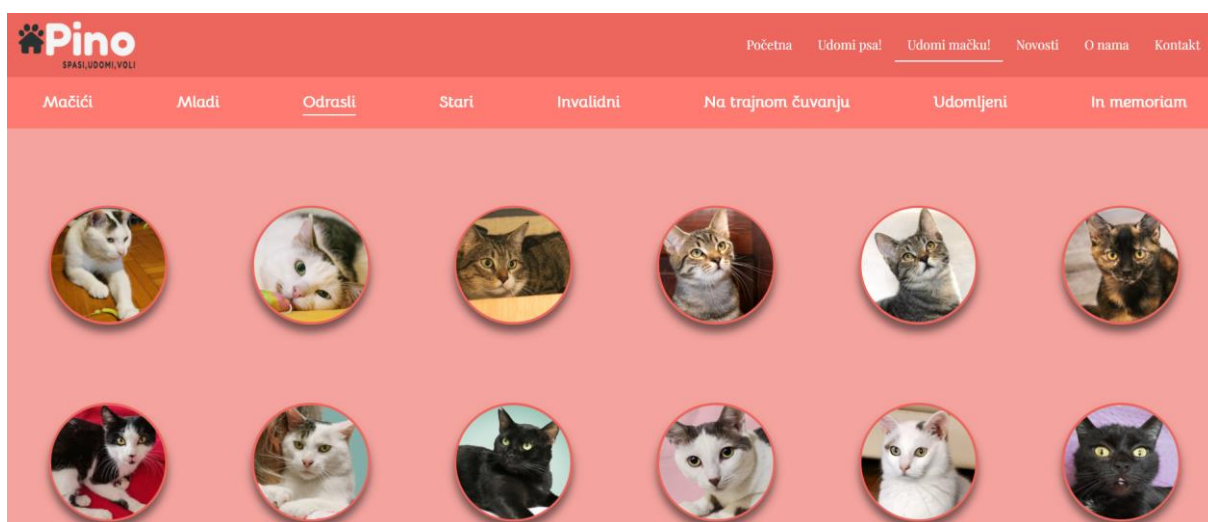 Pino
SPASI,UDOMI,VOLI
Početna Udomi psa! Udomi mačku! Novosti O nama Kontakt
Mačići Mladi Odrasli Stari Invalidni Na trajnom čuvanju Udomljeni In memoriam